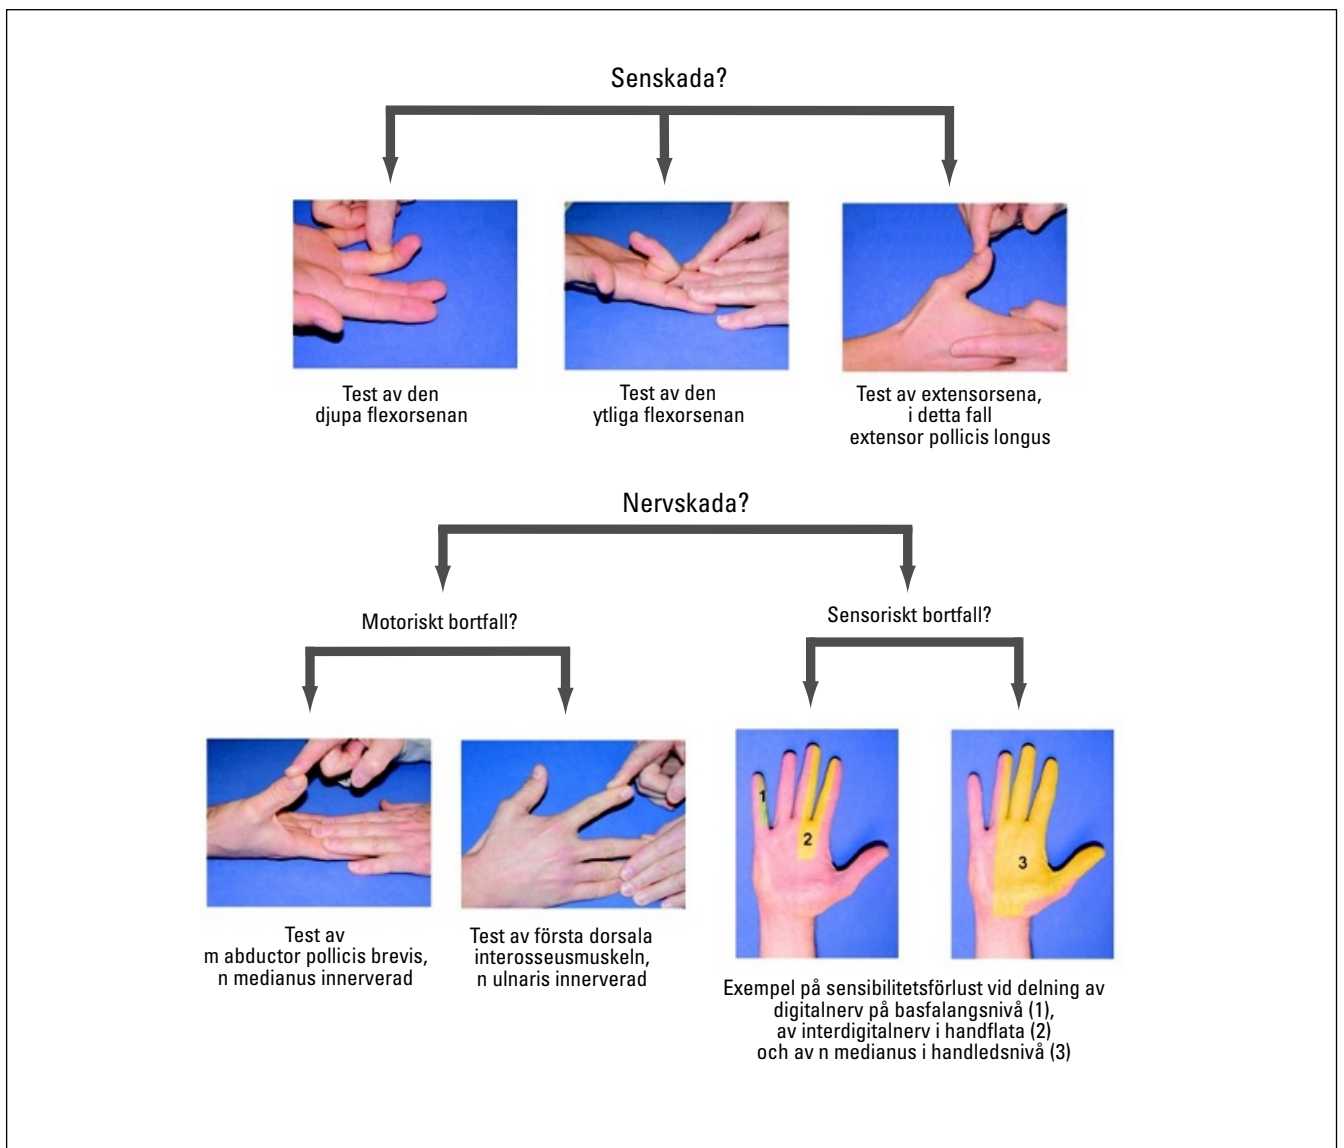 Senskada?
Test av den
djupa flexorsenan
Test av den
ytliga flexorsenan
Test av extensorsena,
i detta fall
extensor pollicis longus
Nervskada?
Motoriskt bortfall?
Sensoriskt bortfall?
1
2
3
Test av
m abductor pollicis brevis,
n medianus innerverad
Test av första dorsala
interosseusmuskeln,
n ulnaris innerverad
Exempel på sensibilitetsförlust vid delning av
digitalnerv på basfalangsnivå (1),
av interdigitalnerv i handflata (2)
och av n medianus i handledsnivå (3)